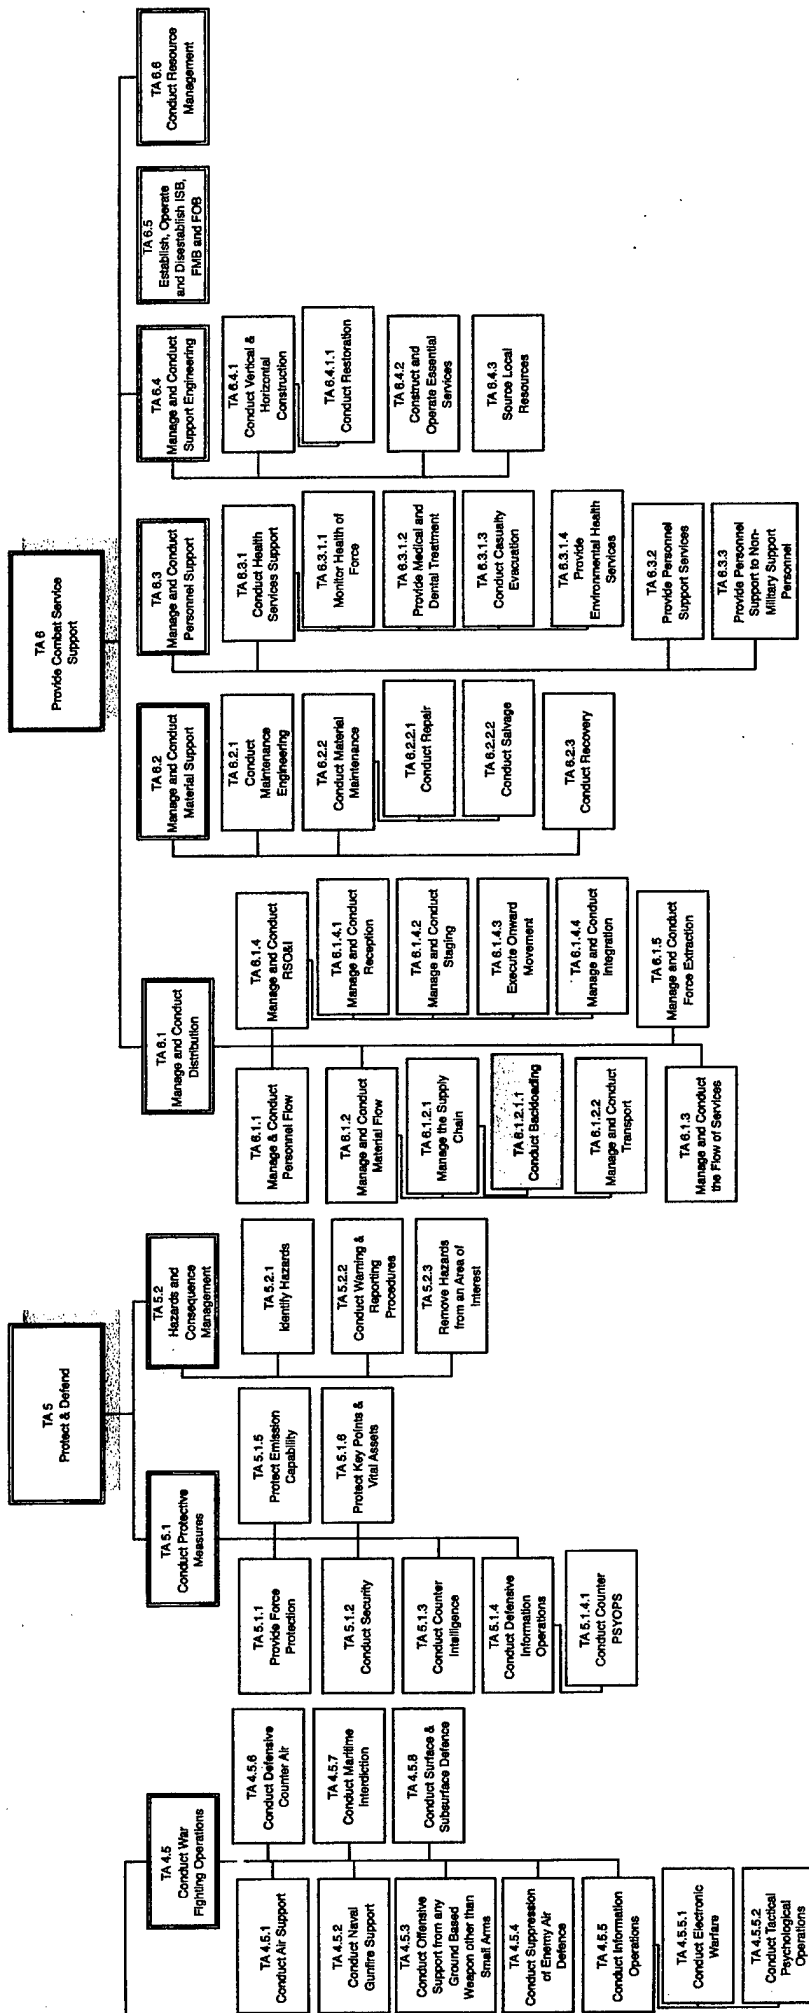 TA 4.5
Conduct War
Fighting Operations
TA 4.5.1
Conduct Air Support
TA 4.5.2
Conduct Naval
Gunfire Support
TA 4.5.3
Conduct Offensive
Support from any
Ground Based
Weapon other than
Small Arms
TA 4.5.4
Conduct Suppression
of Enemy Air
Defence
TA 4.5.5
Conduct Information
Operations
TA 4.5.5.1
Conduct Electronic
Warfare
TA 4.5.5.2
Conduct Tactical
Psychological
Operations
TA 4.5.6
Conduct Defensive
Counter Air
TA 4.5.7
Conduct Maritime
Interdiction
TA 4.5.8
Conduct Surface &
Subsurface Defence
TA 5
Protect & Defend
TA 5.1
Conduct Protective
Measures
TA 5.1.1
Provide Force
Protection
TA 5.1.2
Conduct Security
TA 5.1.3
Conduct Counter
Intelligence
TA 5.1.4
Conduct Defensive
Information
Operations
TA 5.1.4.1
Conduct Counter
PSYOPS
TA 5.1.5
Protect Emission
Capability
TA 5.1.6
Protect Key Points &
Vital Assets
TA 5.2
Hazards and
Consequence
Management
TA 5.2.1
Identify Hazards
TA 5.2.2
Conduct Warning &
Reporting
Procedures
TA 5.2.3
Remove Hazards
from an Area of
Interest
TA 6
Provide Combat Service
Support
TA 6.1
Manage and Conduct
Distribution
TA 6.1.1
Manage & Conduct
Personnel Flow
TA 6.1.2
Manage and Conduct
Material Flow
TA 6.1.2.1
Manage the Supply
Chain
TA 6.1.2.1.1
Conduct Backloading
TA 6.1.2.2
Manage and Conduct
Transport
TA 6.1.3
Manage and Conduct
the Flow of Services
TA 6.1.4
Manage and Conduct
RSO&I
TA 6.1.4.1
Manage and Conduct
Reception
TA 6.1.4.2
Manage and Conduct
Staging
TA 6.1.4.3
Execute Onward
Movement
TA 6.1.4.4
Manage and Conduct
Integration
TA 6.1.5
Manage and Conduct
Force Extraction
TA 6.2
Manage and Conduct
Material Support
TA 6.2.1
Conduct
Maintenance
Engineering
TA 6.2.2
Conduct Material
Maintenance
TA 6.2.2.1
Conduct Repair
TA 6.2.2.2
Conduct Salvage
TA 6.2.3
Conduct Recovery
TA 6.3
Manage and Conduct
Personnel Support
TA 6.3.1
Conduct Health
Services Support
TA 6.3.1.1
Monitor Health of
Force
TA 6.3.1.2
Provide Medical and
Dental Treatment
TA 6.3.1.3
Conduct Casualty
Evacuation
TA 6.3.1.4
Provide
Environmental Health
Services
TA 6.3.2
Provide Personnel
Support Services
TA 6.3.3
Provide Personnel
Support to Non-
Military Support
Personnel
TA 6.4
Manage and Conduct
Support Engineering
TA 6.4.1
Conduct Vertical &
Horizontal
Construction
TA 6.4.1.1
Conduct Restoration
TA 6.4.2
Construct and
Operate Essential
Services
TA 6.4.3
Source Local
Resources
TA 6.5
Establish, Operate
and Disestablish ISB,
FMB and FOB
TA 6.6
Conduct Resource
Management